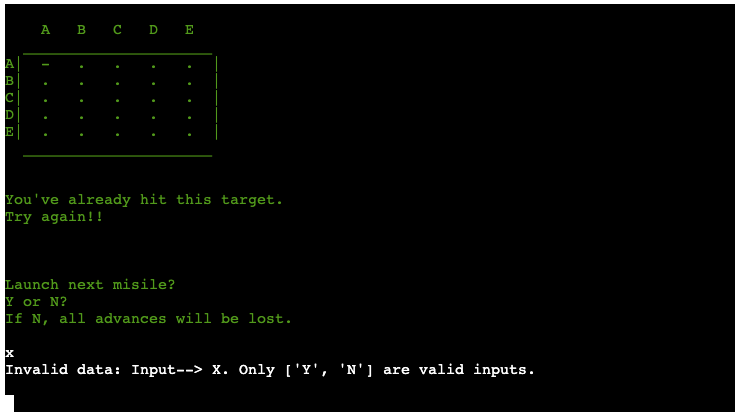 A B C D E
A| - . . . . |
B| . . . . . |
C| . . . . . |
D| . . . . . |
E| . . . . . |
You've already hit this target.
Try again!!
Launch next misile?
Y or N?
If N, all advances will be lost.
x
Invalid data: Input--> X. Only ['Y', 'N'] are valid inputs.